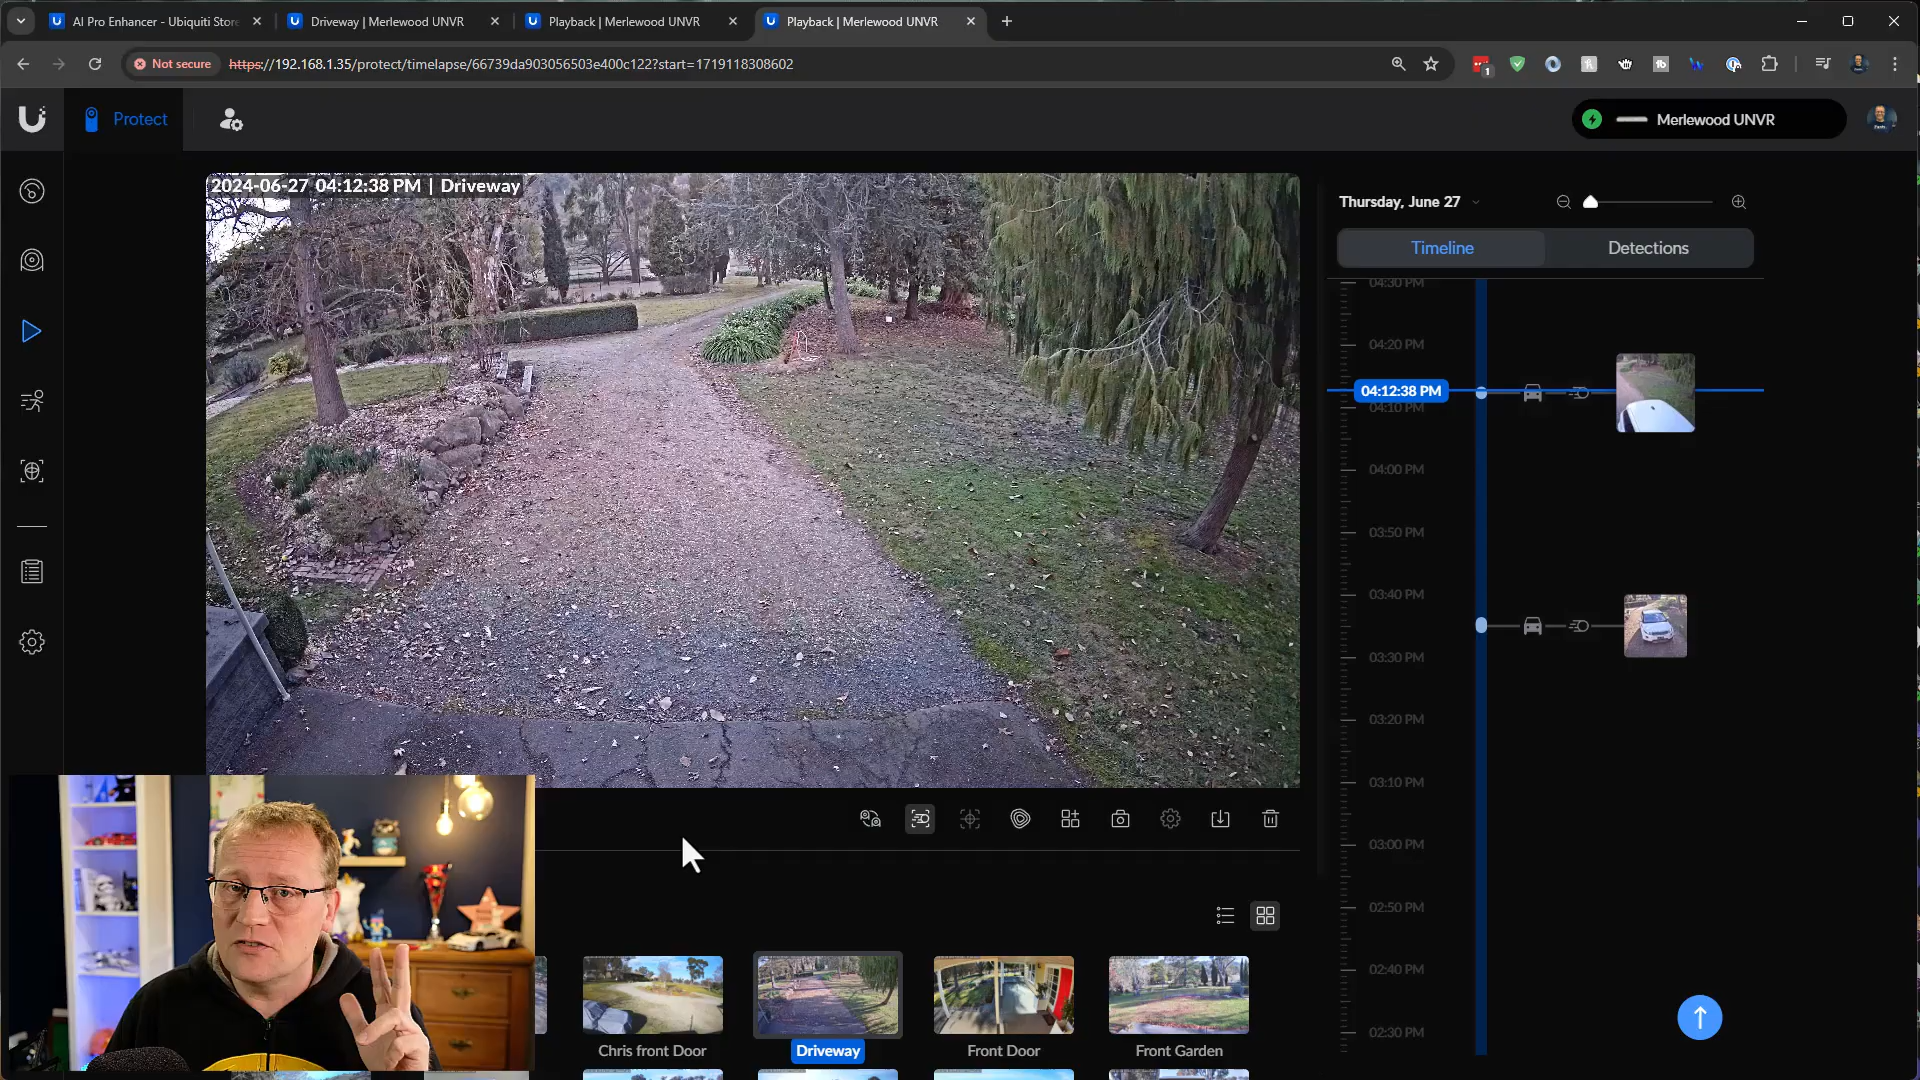 AI Pro Enhancer - Ubiquiti Store
Driveway | Merlewood UNVR
Playback | Merlewood UNVR
Playback | Merlewood UNVR
Not secure
https://192.168.1.35/protect/timelapse/66739da903056503e400c122?start=1719118308602
1
Protect
Merlewood UNVR
2024-06-27 04:12:38 PM | Driveway
Thursday, June 27
Timeline
Detections
04:30 PM
04:20 PM
04:12:38 PM
04:10 PM
04:00 PM
03:50 PM
03:40 PM
03:30 PM
03:20 PM
03:10 PM
03:00 PM
02:50 PM
02:40 PM
02:30 PM
Chris front Door
Driveway
Front Door
Front Garden